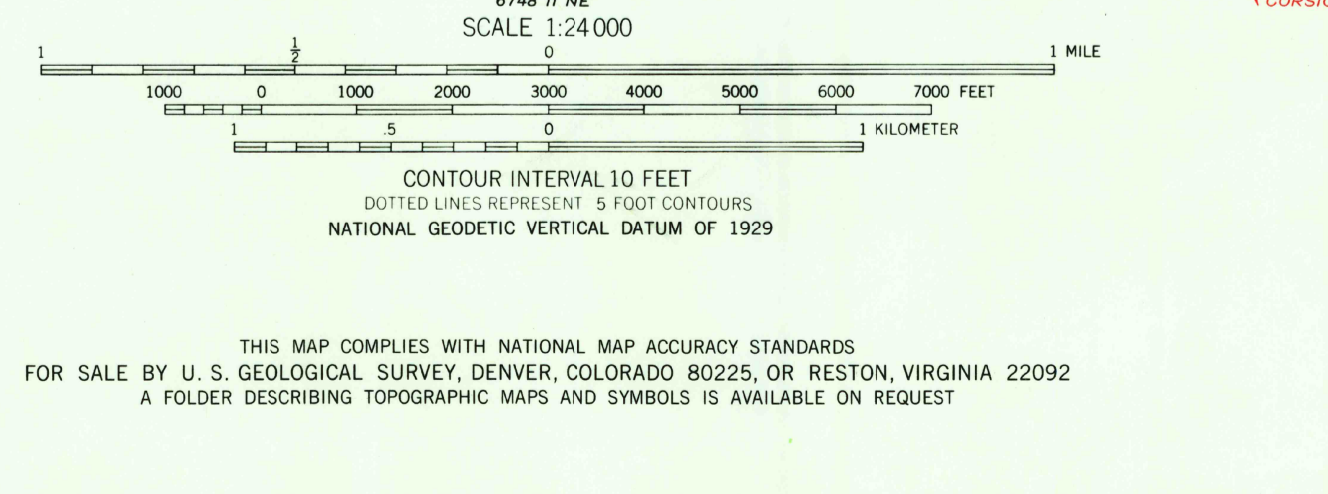 SCALE 1:24 000
1 1/2 0 1 MILE
1000 0 1000 2000 3000 4000 5000 6000 7000 FEET
1 .5 0 1 KILOMETER
CONTOUR INTERVAL 10 FEET
DOTTED LINES REPRESENT 5 FOOT CONTOURS
NATIONAL GEODETIC VERTICAL DATUM OF 1929
THIS MAP COMPLIES WITH NATIONAL MAP ACCURACY STANDARDS
FOR SALE BY U. S. GEOLOGICAL SURVEY, DENVER, COLORADO 80225, OR RESTON, VIRGINIA 22092
A FOLDER DESCRIBING TOPOGRAPHIC MAPS AND SYMBOLS IS AVAILABLE ON REQUEST